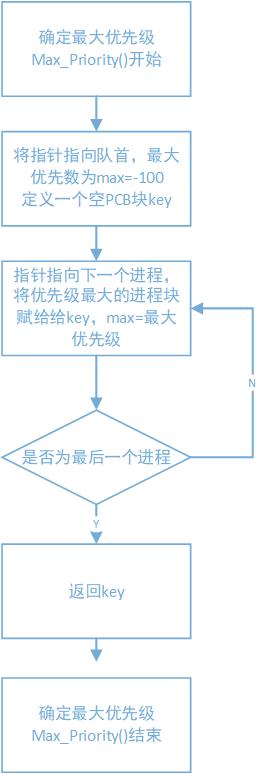 确定最大优先级
Max_Priority()开始
将指针指向队首，最大
优先数为max=-100
定义一个空PCB块key
指针指向下一个进程，
将优先级最大的进程块
赋给给key，max=最大
优先级
N
是否为最后一个进程
Y
返回key
确定最大优先级
Max_Priority()结束